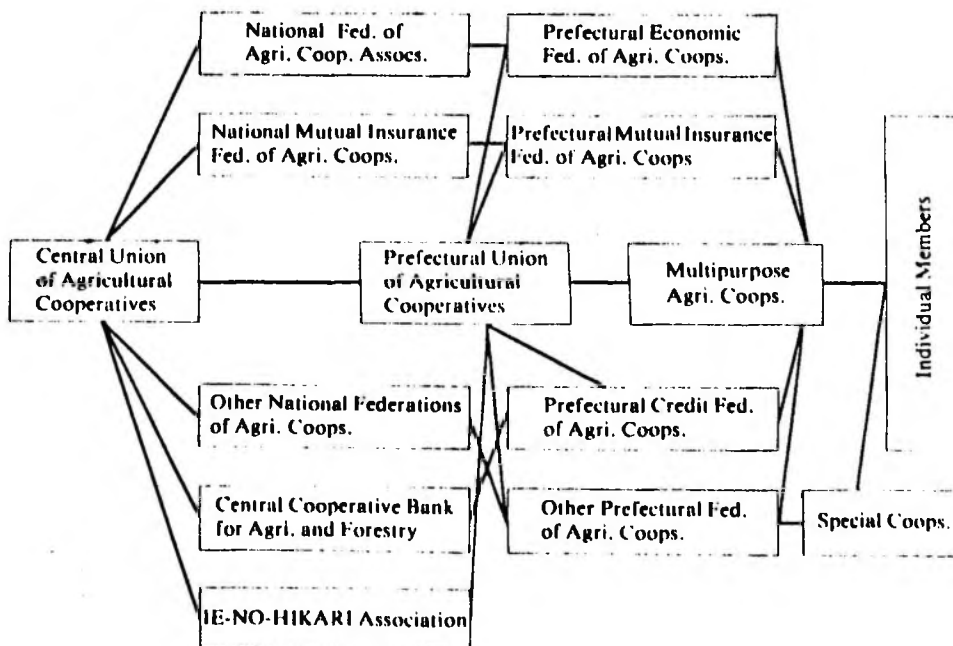 National Fed. of
Agri. Coop. Assocs.
Prefectural Economic
Fed. of Agri. Coops.
National Mutual Insurance
Fed. of Agri. Coops.
Prefectural Mutual Insurance
Fed. of Agri. Coops
Central Union
of Agricultural
Cooperatives
Prefectural Union
of Agricultural
Cooperatives
Multipurpose
Agri. Coops.
Individual Members
Other National Federations
of Agri. Coops.
Prefectural Credit Fed.
of Agri. Coops.
Central Cooperative Bank
for Agri. and Forestry
Other Prefectural Fed.
of Agri. Coops.
Special Coops.
IE-NO-HIKARI Association